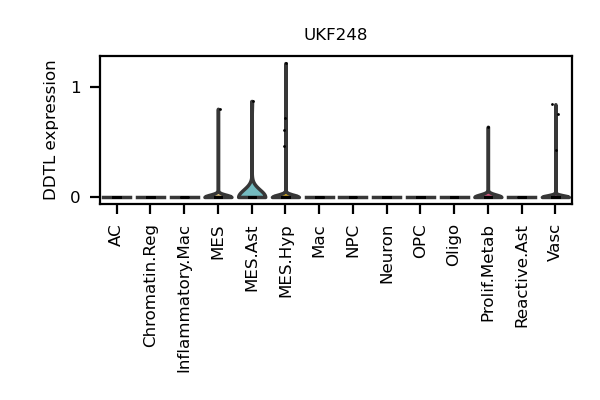 UKF248
DDTL expression
1
0
AC
Chromatin.Reg
Inflammatory.Mac
MES
MES.Ast
MES.Hyp
Mac
NPC
Neuron
OPC
Oligo
Prolif.Metab
Reactive.Ast
Vasc